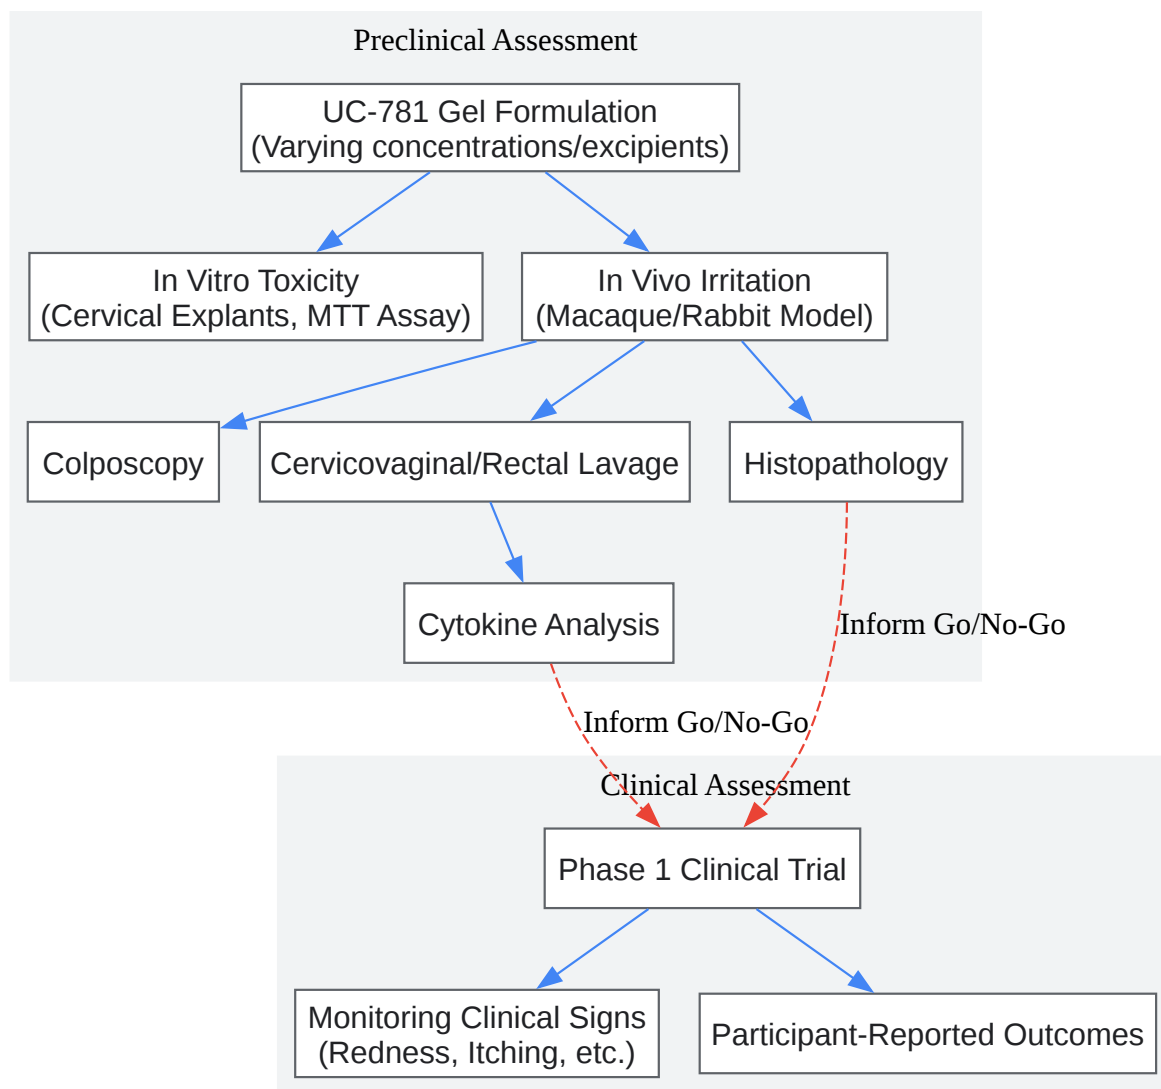 Preclinical Assessment
UC-781 Gel Formulation
(Varying concentrations/excipients)
In Vitro Toxicity
(Cervical Explants, MTT Assay)
In Vivo Irritation
(Macaque/Rabbit Model)
Colposcopy
Cervicovaginal/Rectal Lavage
Histopathology
Cytokine Analysis
Inform Go/No-Go
Inform Go/No-Go
Clinical Assessment
Phase 1 Clinical Trial
Monitoring Clinical Signs
(Redness, Itching, etc.)
Participant-Reported Outcomes